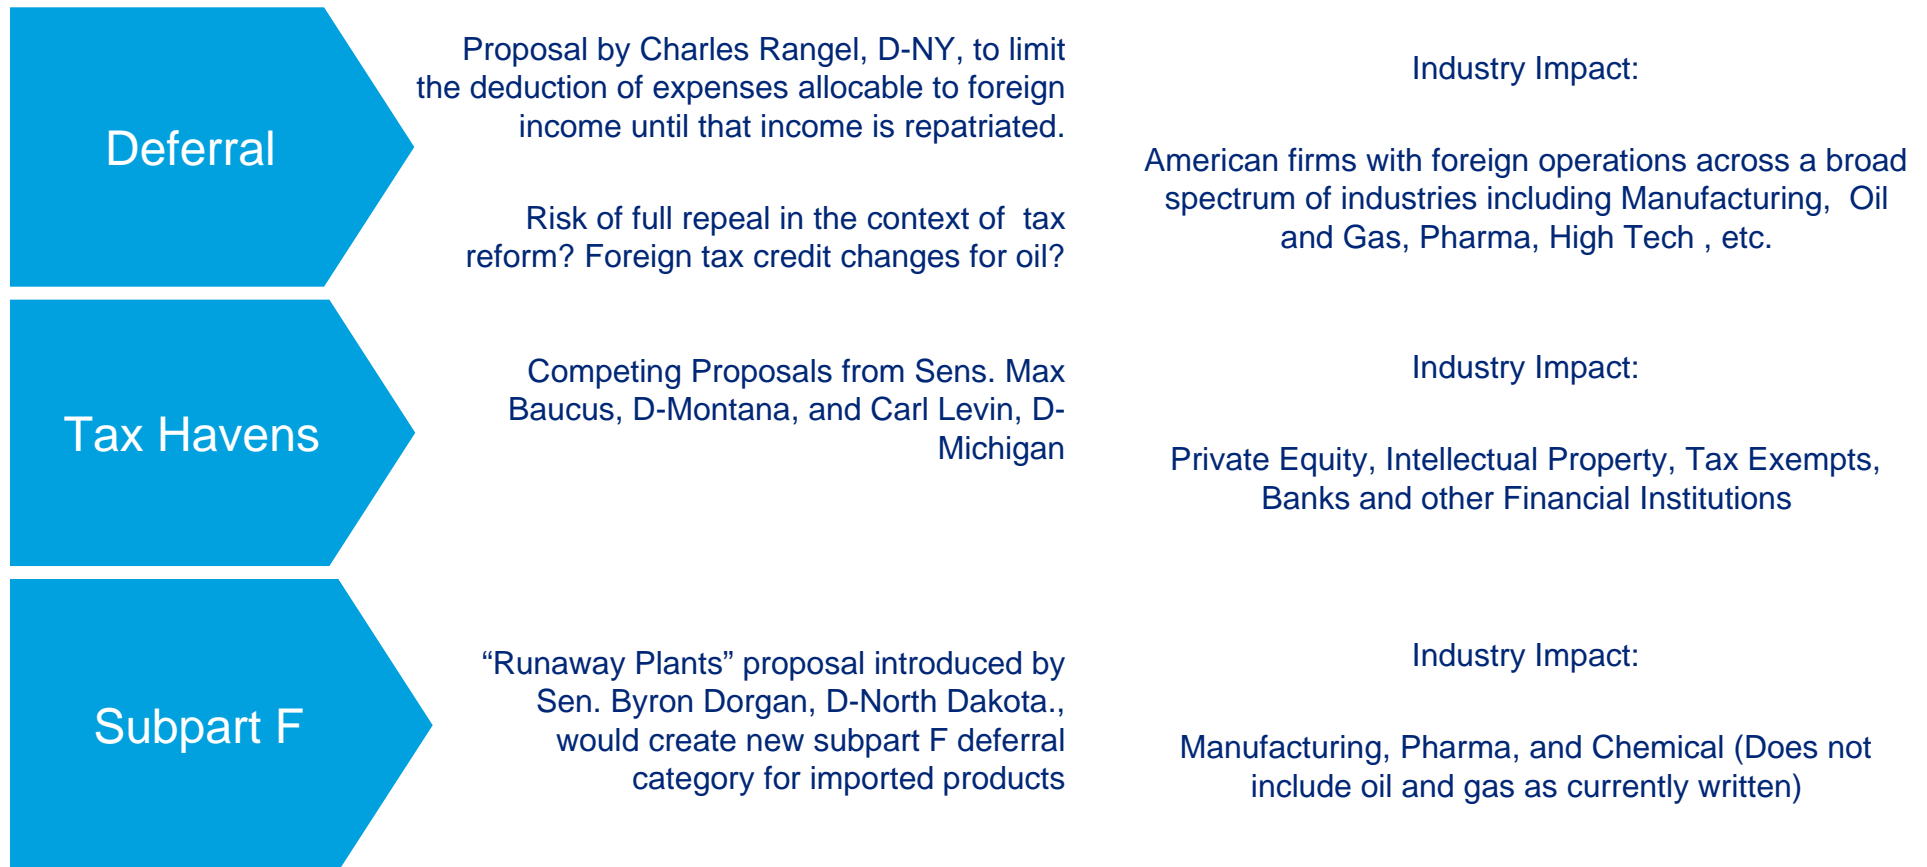 Deferral
Proposal by Charles Rangel, D-NY, to limit
the deduction of expenses allocable to foreign
income until that income is repatriated.
Risk of full repeal in the context of  tax
reform? Foreign tax credit changes for oil?
Industry Impact:
American firms with foreign operations across a broad
spectrum of industries including Manufacturing,  Oil
and Gas, Pharma, High Tech , etc.
Tax Havens
Competing Proposals from Sens. Max
Baucus, D-Montana, and Carl Levin, D-
Michigan
Industry Impact:
Private Equity, Intellectual Property, Tax Exempts,
Banks and other Financial Institutions
Subpart F
“Runaway Plants” proposal introduced by
Sen. Byron Dorgan, D-North Dakota.,
would create new subpart F deferral
category for imported products
Industry Impact:
Manufacturing, Pharma, and Chemical (Does not
include oil and gas as currently written)